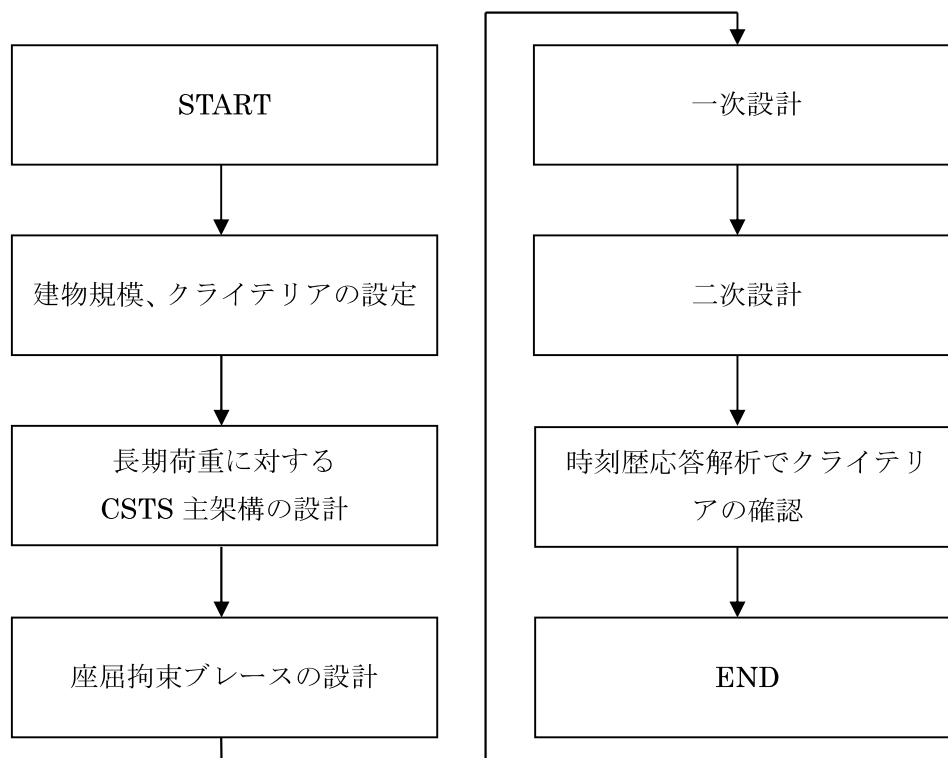 START
建物規模、クライテリアの設定
長期荷重に対する
CSTS 主架構の設計
座屈拘束ブレースの設計
一次設計
二次設計
時刻歴応答解析でクライテリ
アの確認
END